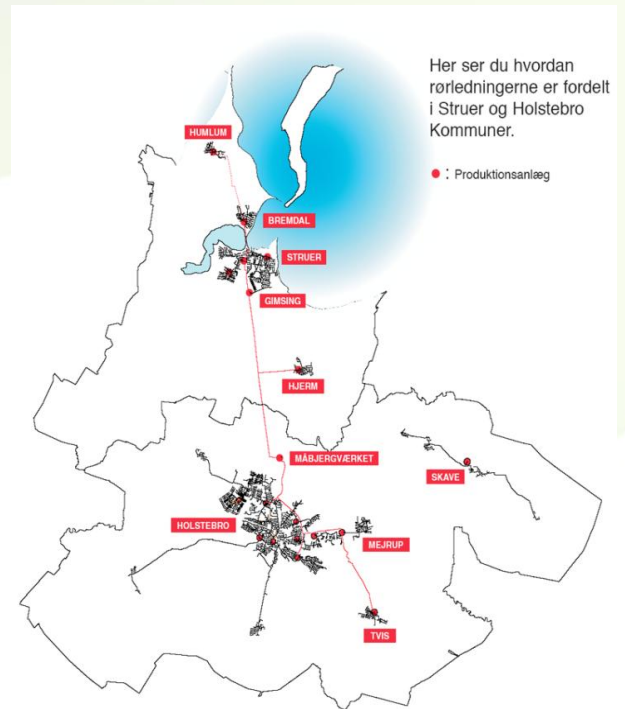 Her ser du hvordan
rørledningerne er fordelt
i Struer og Holstebro
Kommuner.
: Produktionsanlæg
HUMLUM
BREMDAL
STRUER
GIMSING
HJERM
MÅBJERGVÆRKET
SKAVE
HOLSTEBRO
MEJRUP
TVIS